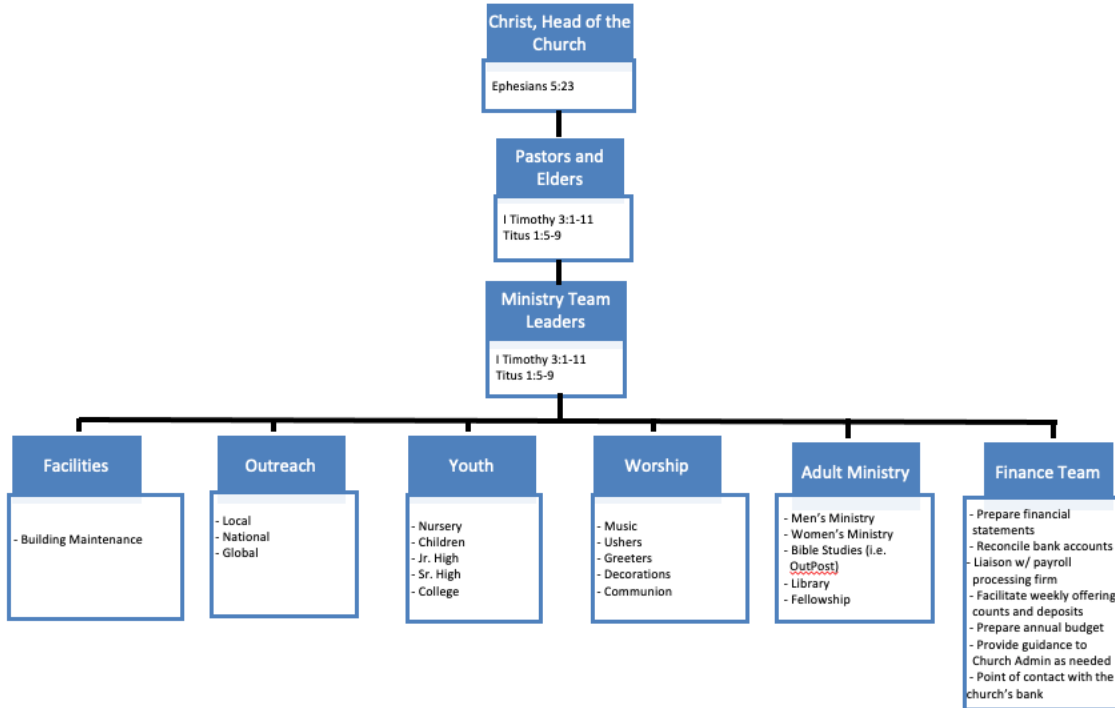 Christ, Head of the
Church
Ephesians 5:23
Pastors and
Elders
I Timothy 3:1-11
Titus 1:5-9
Ministry Team
Leaders
I Timothy 3:1-11
Titus 1:5-9
Facilities
- Building Maintenance
Outreach
- Local
- National
- Global
Youth
- Nursery
- Children
- Jr. High
- Sr. High
- College
Worship
- Music
- Ushers
- Greeters
- Decorations
- Communion
Adult Ministry
- Men's Ministry
- Women's Ministry
- Bible Studies (i.e.
OutPost)
- Library
- Fellowship
Finance Team
- Prepare financial
statements
- Reconcile bank accounts
- Liaison w/ payroll
processing firm
- Facilitate weekly offering
counts and deposits
- Prepare annual budget
- Provide guidance to
Church Admin as needed
- Point of contact with the
church's bank